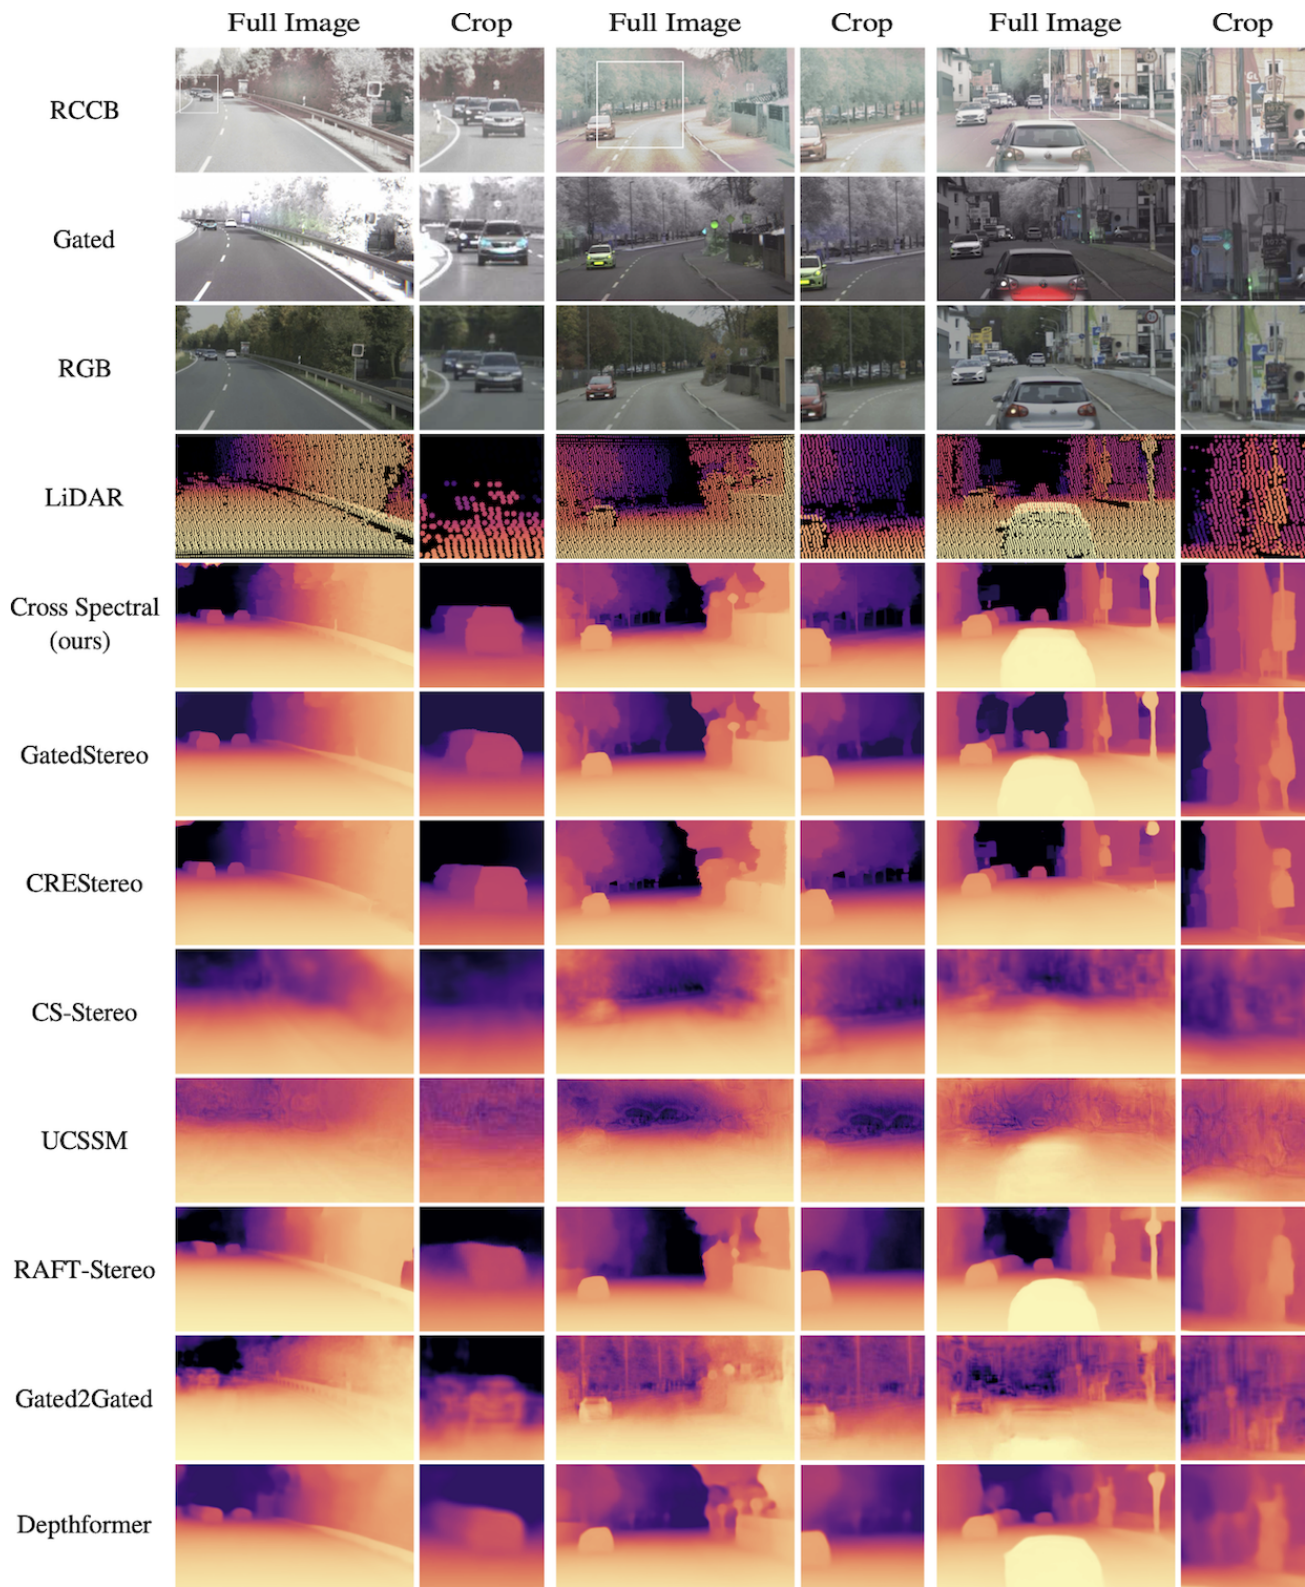 Full Image Crop Full Image Crop Full Image Crop
RCCB
Gated
RGB
LiDAR
Cross Spectral
(ours)
GatedStereo
CREStereo
CS-Stereo
UCSSM
RAFT-Stereo
Gated2Gated
Depthformer